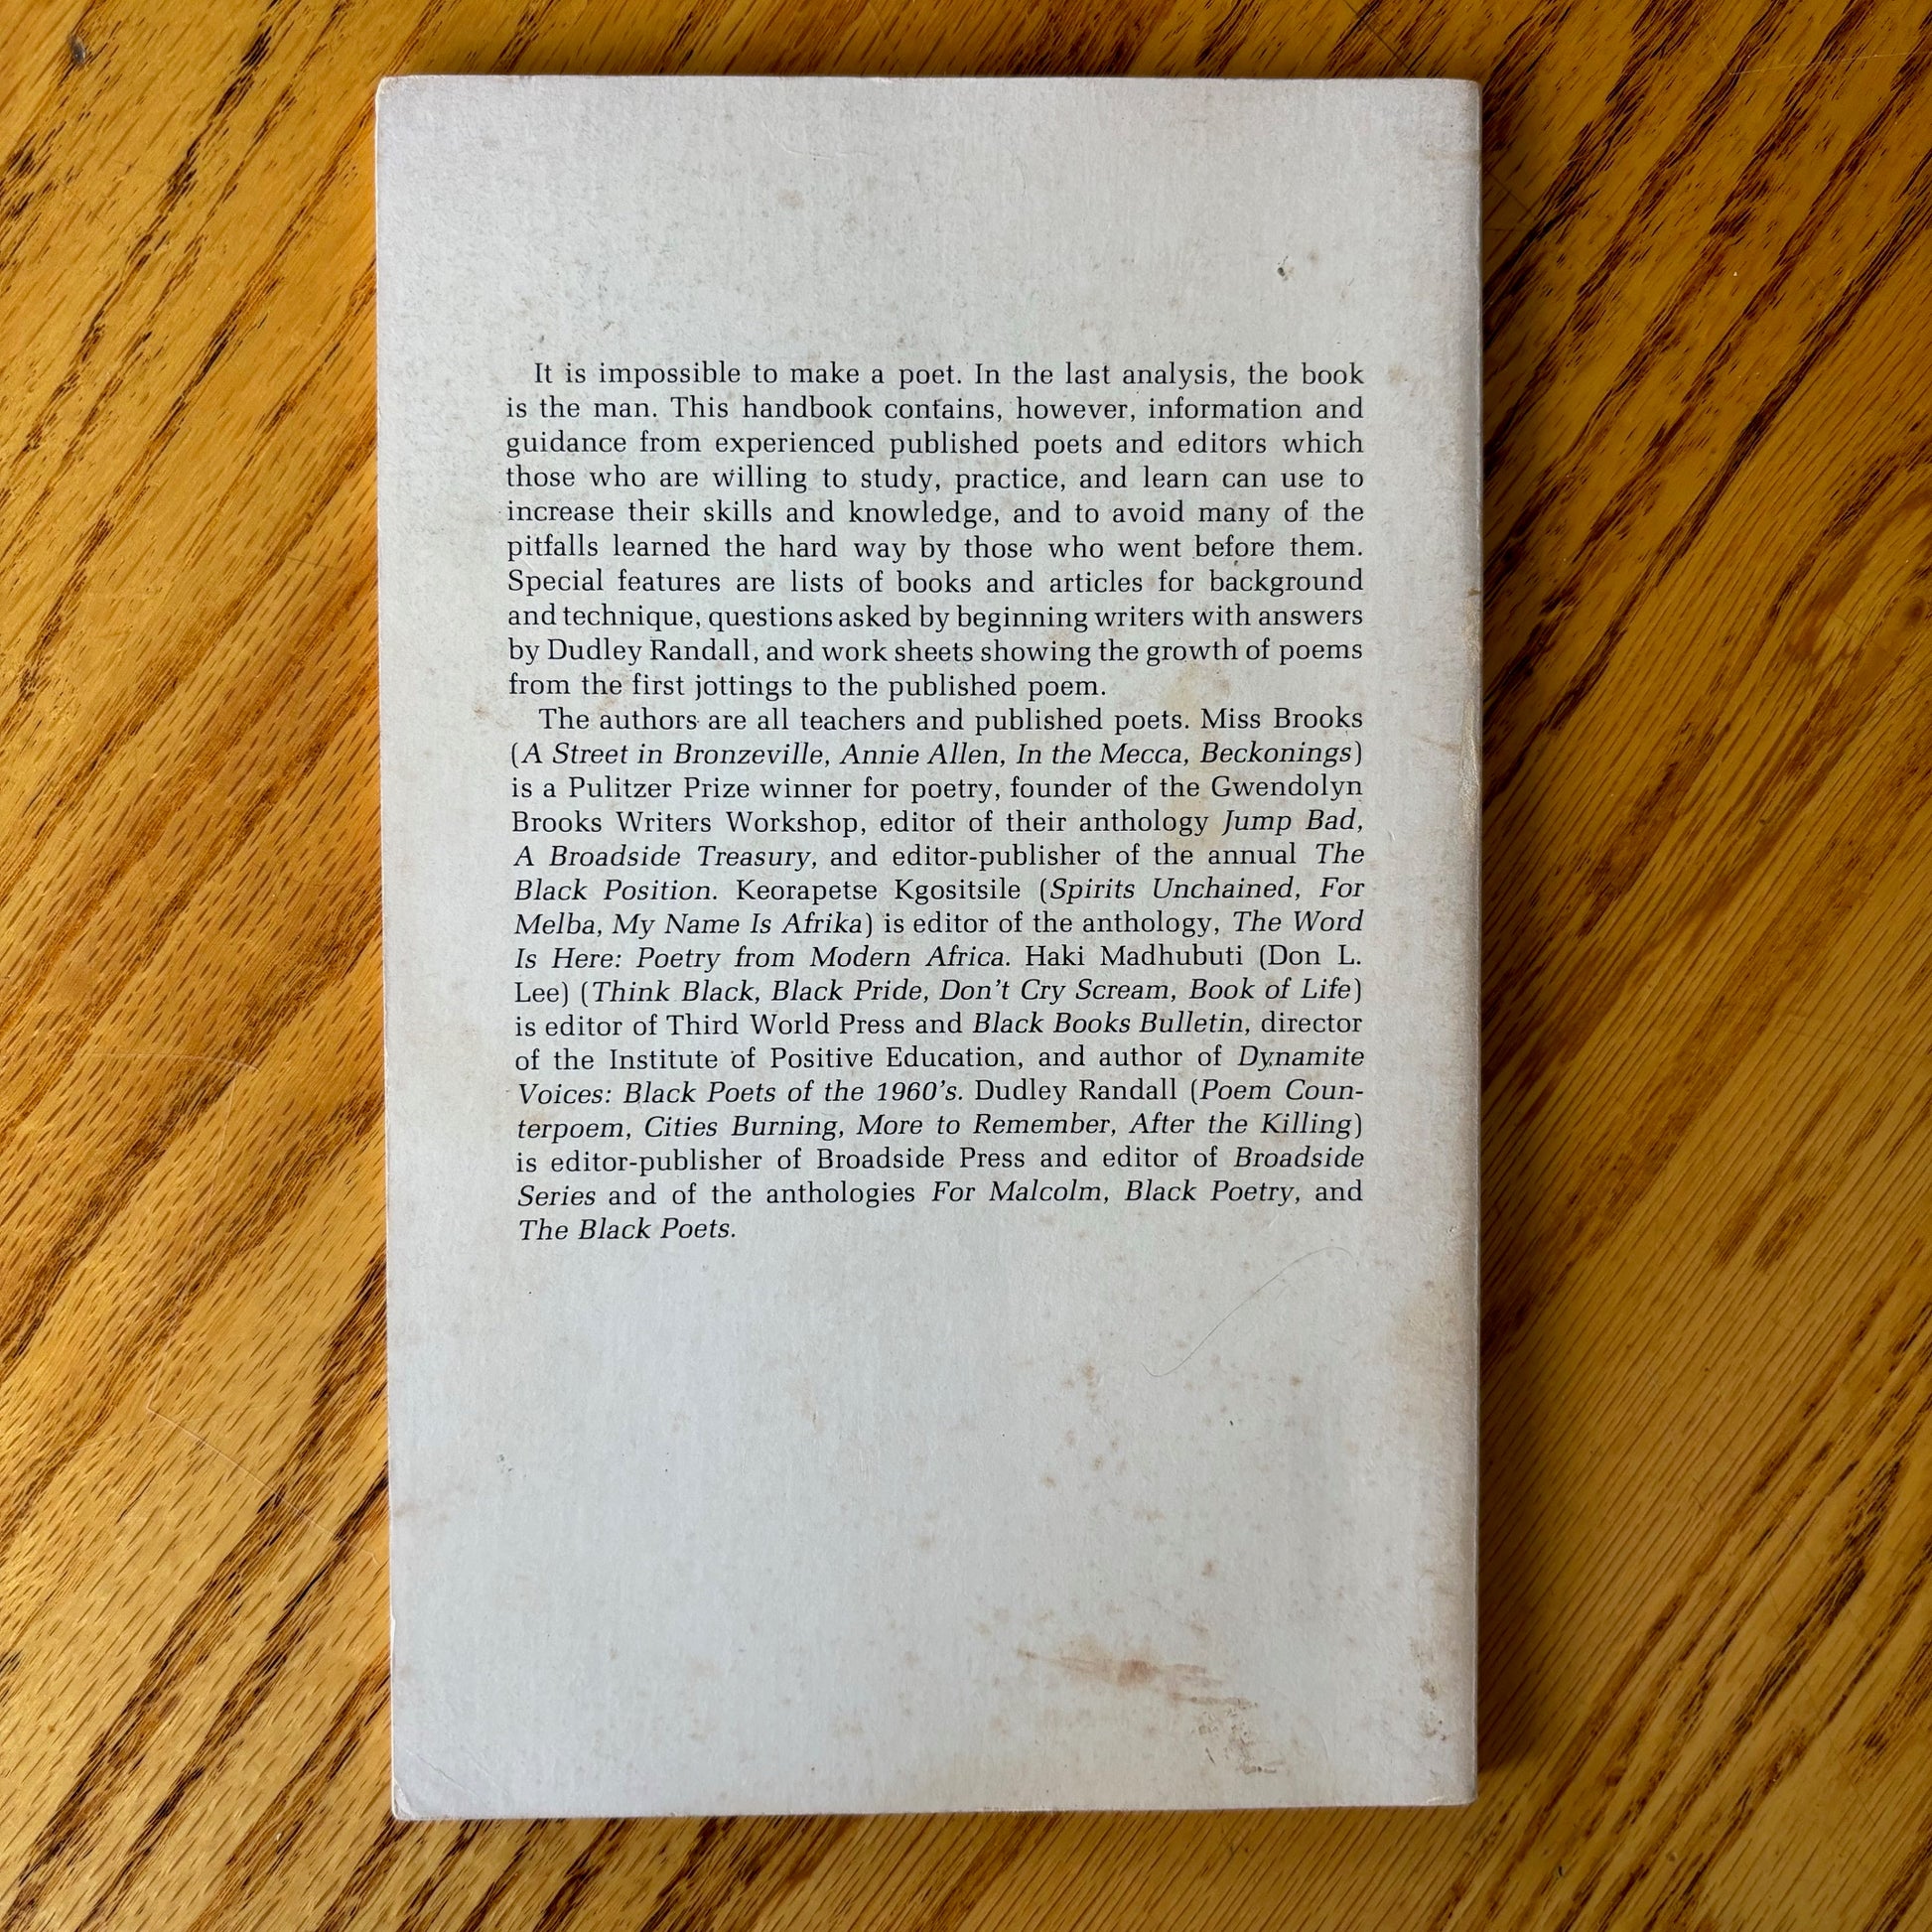 It is impossible to make a poet. In the last analysis, the book
is the man. This handbook contains, however, information and
guidance from experienced published poets and editors which
those who are willing to study, practice, and learn can use to
increase their skills and knowledge, and to avoid many of the
pitfalls learned the hard way by those who went before them.
Special features are lists of books and articles for background
and technique, questions asked by beginning writers with answers
by Dudley Randall, and work sheets showing the growth of poems
from the first jottings to the published poem.
The authors are all teachers and published poets. Miss Brooks
(A Street in Bronzeville, Annie Allen, In the Mecca, Beckonings)
is a Pulitzer Prize winner for poetry, founder of the Gwendolyn
Brooks Writers Workshop, editor of their anthology Jump Bad,
A Broadside Treasury, and editor-publisher of the annual The
Black Position. Keorapetse Kgositsile (Spirits Unchained, For
Melba, My Name Is Afrika) is editor of the anthology, The Word
Is Here: Poetry from Modern Africa. Haki Madhubuti (Don L.
Lee) (Think Black, Black Pride, Don't Cry Scream, Book of Life)
is editor of Third World Press and Black Books Bulletin, director
of the Institute of Positive Education, and author of Dynamite
Voices: Black Poets of the 1960's. Dudley Randall (Poem Coun-
terpoem, Cities Burning, More to Remember, After the Killing)
is editor-publisher of Broadside Press and editor of Broadside
Series and of the anthologies For Malcolm, Black Poetry, and
The Black Poets.